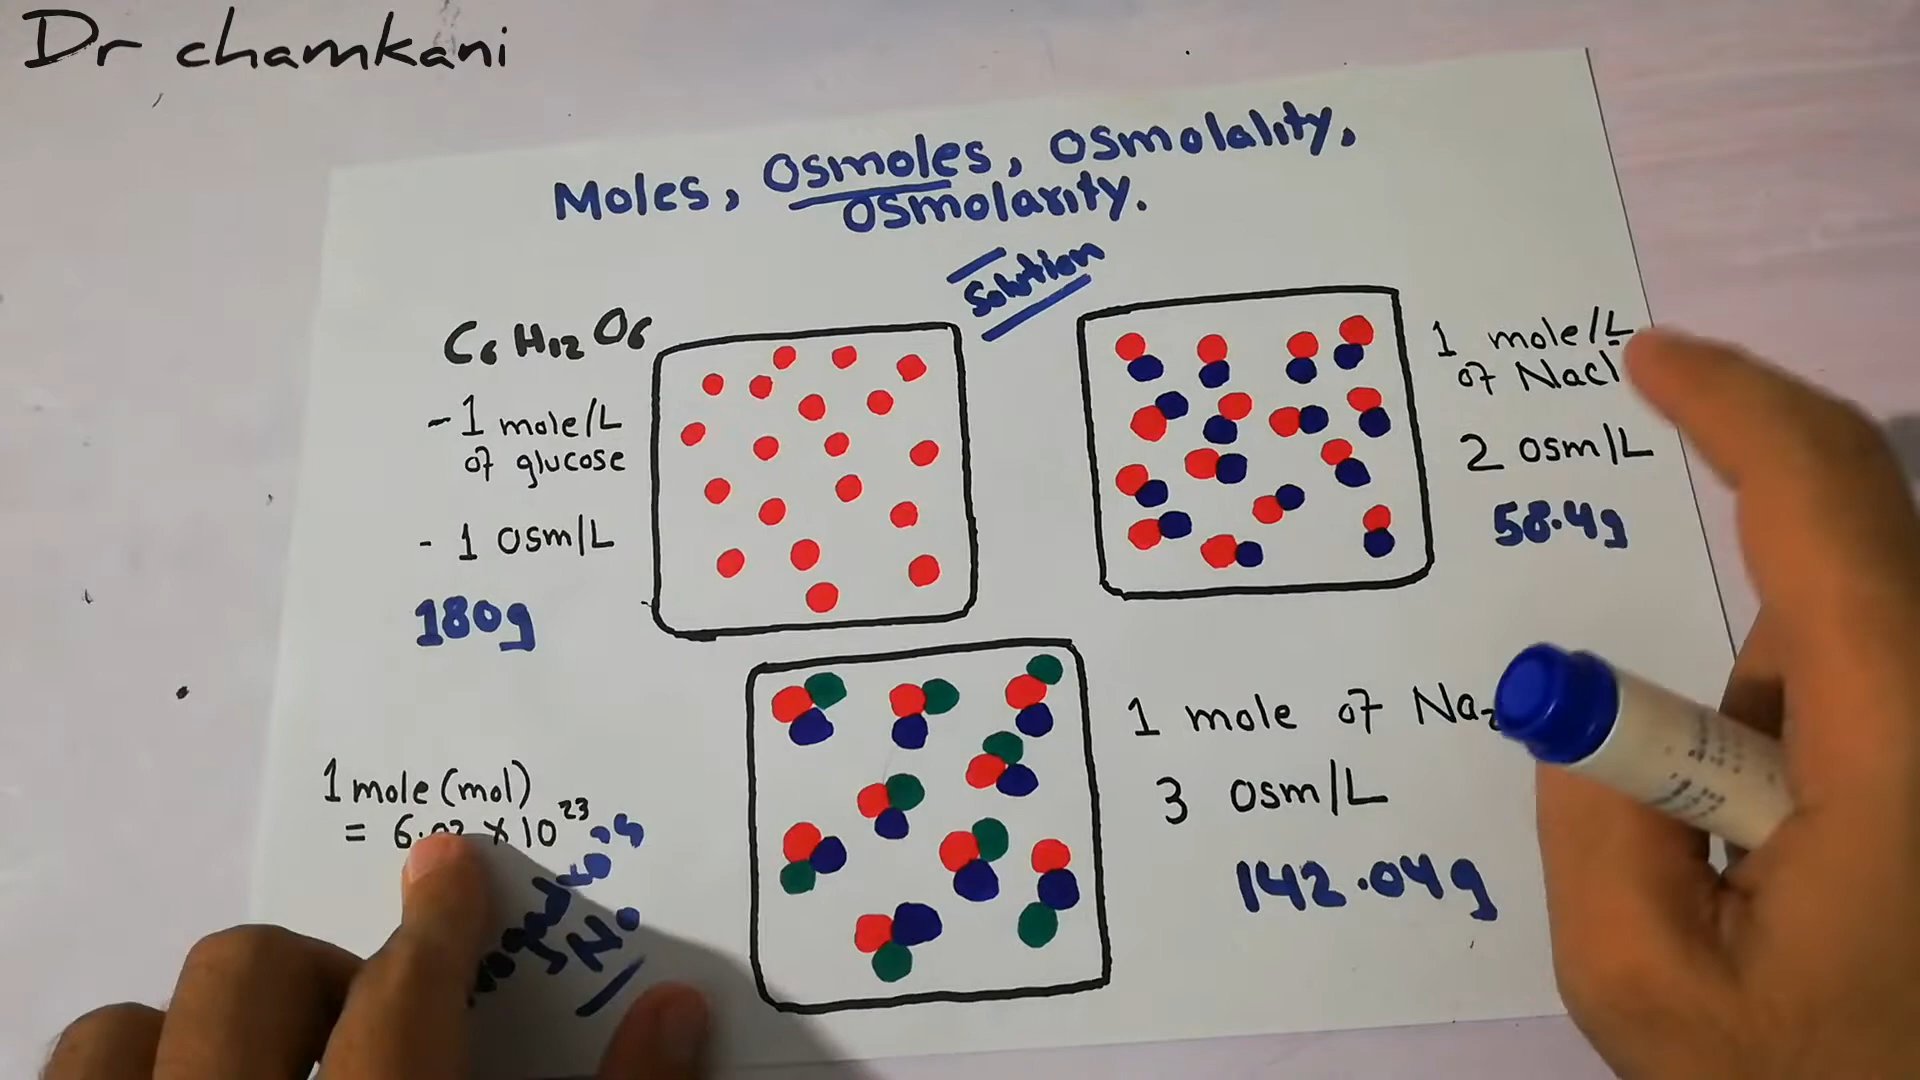 Dr chamkani
Moles, Osmoles, Osmolality,
Osmolarity.
Solution
C6 H12 O6
- 1 mole/L
of glucose
- 1 osm/L
180g
1 mole/L
of Nacl
2 osm/L
58.4g
1 mole (mol)
= 6.02 × 10^23
1 mole of Na2
3 osm/L
142.04g